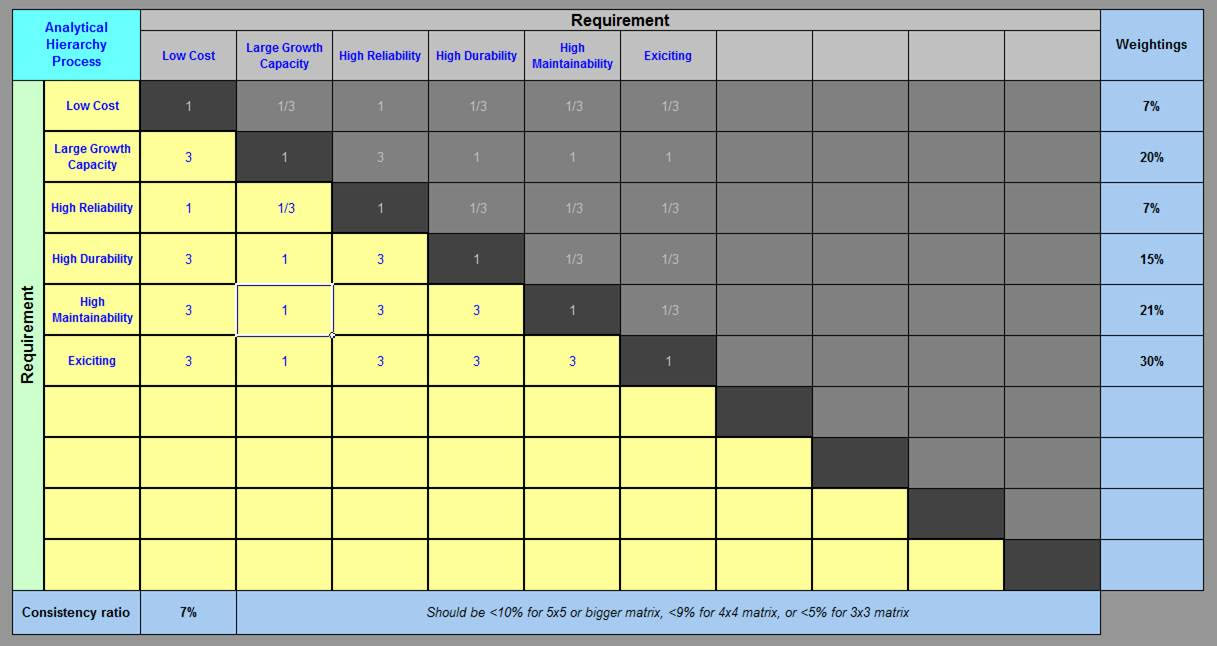 Analytical
Hierarchy
Process
Requirement
Weightings
Low Cost
Large Growth
Capacity
High Reliability
High Durability
High
Maintainability
Exiciting
Requirement
Low Cost 1 1/3 1 1/3 1/3 1/3 7%
Large Growth
Capacity
3 1 3 1 1 1 20%
High Reliability 1 1/3 1 1/3 1/3 1/3 7%
High Durability 3 1 3 1 1/3 1/3 15%
High
Maintainability
3 1 3 3 1 1/3 21%
Exiciting 3 1 3 3 3 1 30%
Consistency ratio 7% Should be <10% for 5x5 or bigger matrix, <9% for 4x4 matrix, or <5% for 3x3 matrix